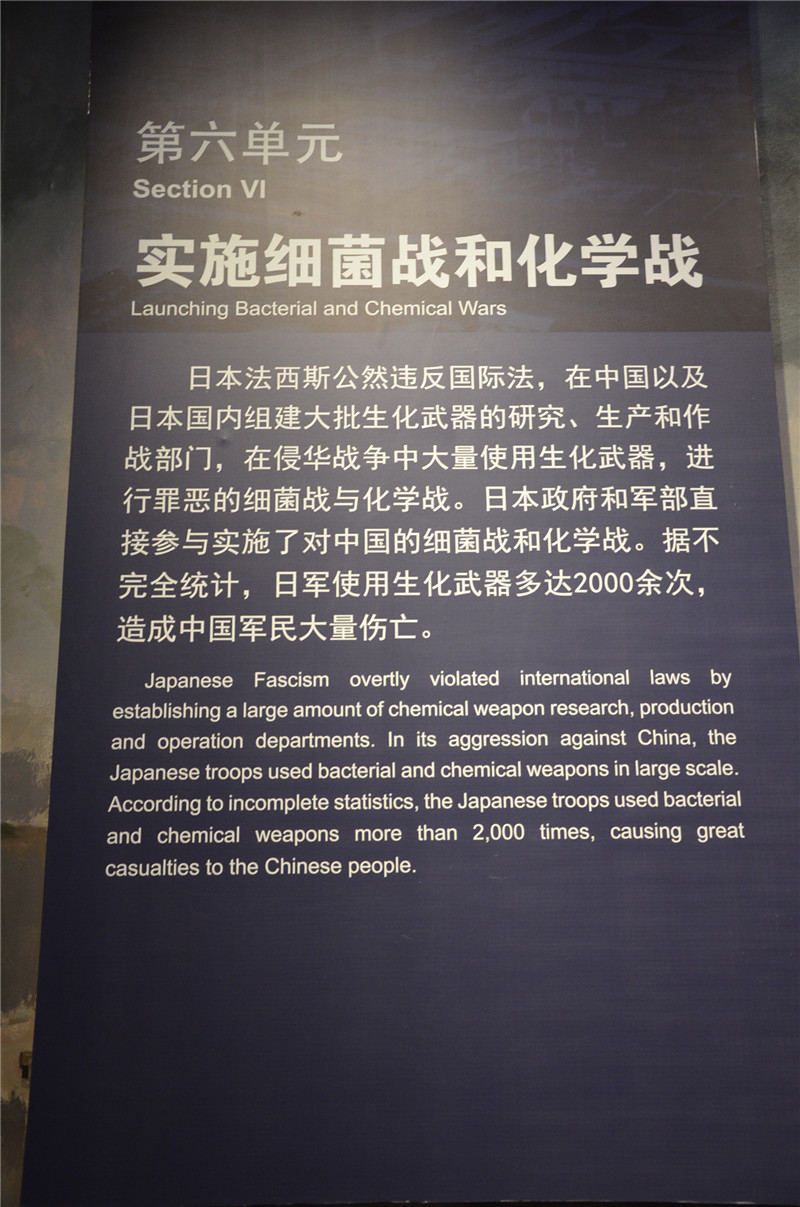 第六单元
Section VI
实施细菌战和化学战
Launching Bacterial and Chemical Wars
日本法西斯公然违反国际法，在中国以及
日本国内组建大批生化武器的研究、生产和作
战部门，在侵华战争中大量使用生化武器，进
行罪恶的细菌战与化学战。日本政府和军部直
接参与实施了对中国的细菌战和化学战。据不
完全统计，日军使用生化武器多达2000余次，
造成中国军民大量伤亡。
Japanese Fascism overtly violated international laws by
establishing a large amount of chemical weapon research, production
and operation departments. In its aggression against China, the
Japanese troops used bacterial and chemical weapons in large scale.
According to incomplete statistics, the Japanese troops used bacterial
and chemical weapons more than 2,000 times, causing great
casualties to the Chinese people.